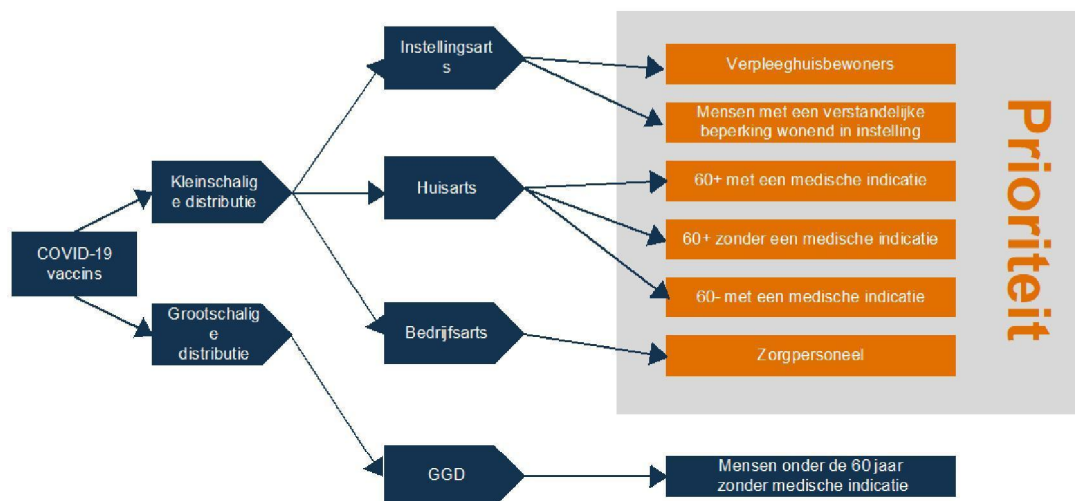 COVID-19
vaccins
Kleinschalig
e distributie
Grootschalig
e
distributie
Instellingsart
s
Huisarts
Bedrijfsarts
GGD
Verpleeghuisbewoners
Mensen met een verstandelijke
beperking wonend in instelling
60+ met een medische indicatie
60+ zonder een medische indicatie
60- met een medische indicatie
Zorgpersoneel
Mensen onder de 60 jaar
zonder medische indicatie
Prioriteit